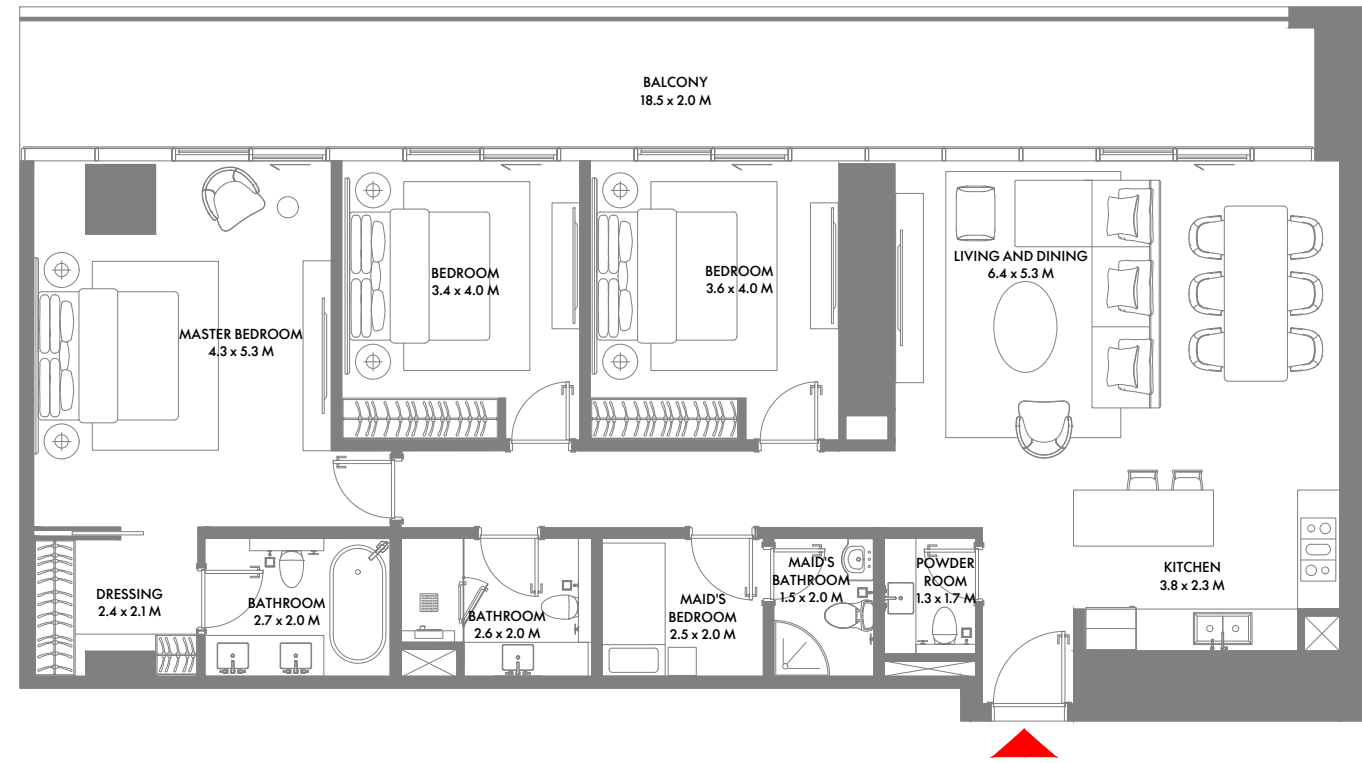 BALCONY
18.5 x 2.0 M
BEDROOM
3.4 x 4.0 M
BEDROOM
3.6 x 4.0 M
LIVING AND DINING
6.4 x 5.3 M
MASTER BEDROOM
4.3 x 5.3 M
DRESSING
2.4 x 2.1 M
BATHROOM
2.7 x 2.0 M
BATHROOM
2.6 x 2.0 M
MAID'S
BEDROOM
2.5 x 2.0 M
MAID'S
BATHROOM
1.5 x 2.0 M
POWDER
ROOM
1.3 x 1.7 M
KITCHEN
3.8 x 2.3 M